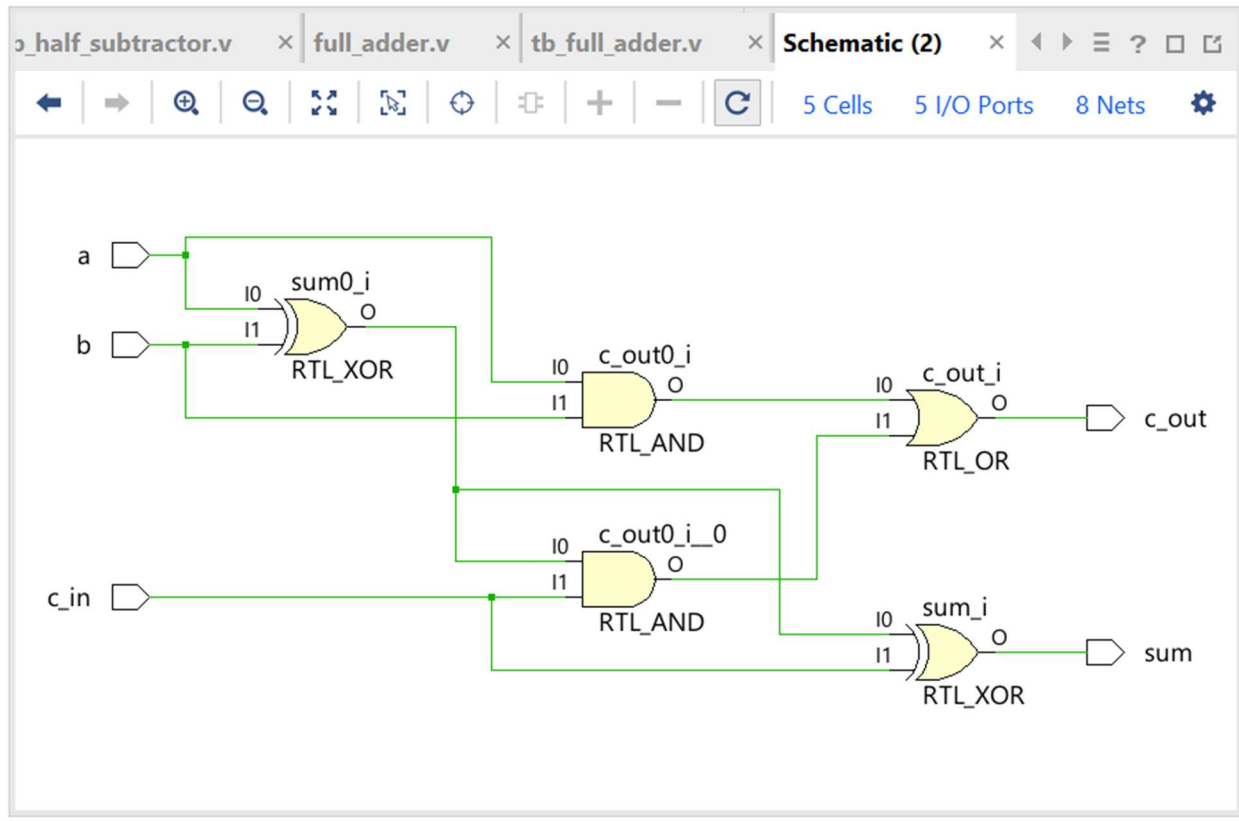 _half_subtractor.v × full_adder.v × tb_full_adder.v × Schematic (2) × ?
5 Cells 5 I/O Ports 8 Nets
a
sum0_i
I0 O
I1
b
RTL_XOR
c_out0_i
I0 O
I1
RTL_AND
c_out_i
I0 O
I1
c_out
RTL_OR
c_out0_i__0
I0 O
I1
RTL_AND
c_in
sum_i
I0 O
I1
sum
RTL_XOR